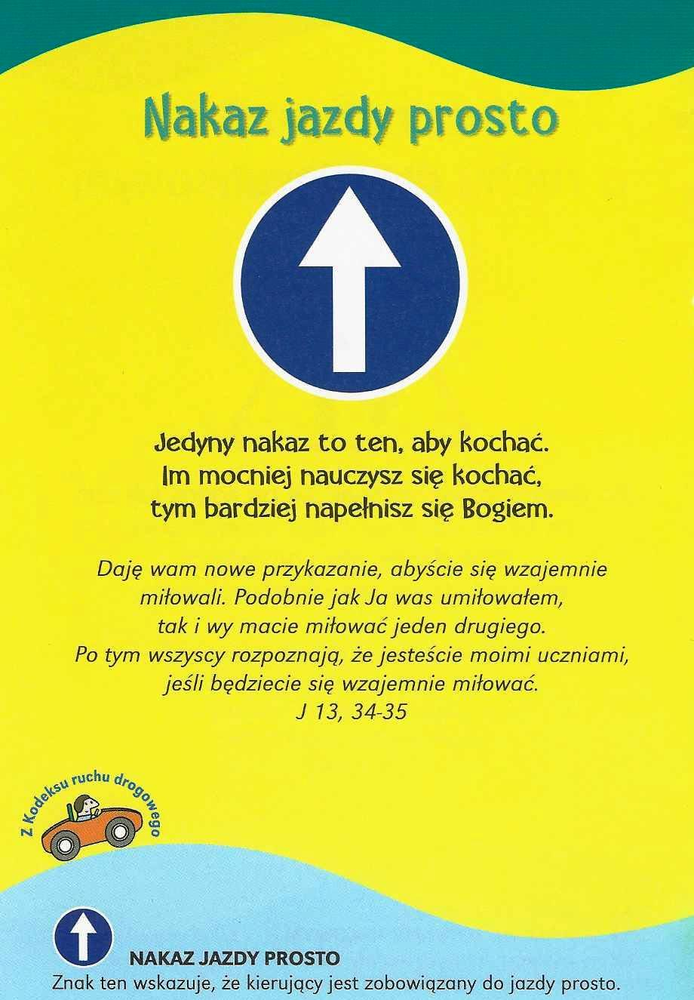 Nakaz jazdy prosto
Jedyny nakaz to ten, aby kochać.
Im mocniej nauczysz się kochać,
tym bardziej napełnisz się Bogiem.
Daję wam nowe przykazanie, abyście się wzajemnie
miłowali. Podobnie jak Ja was umiłowałem,
tak i wy macie miłować jeden drugiego.
Po tym wszyscy rozpoznają, że jesteście moimi uczniami,
jeśli będziecie się wzajemnie miłować.
J 13, 34-35
Z Kodeksu ruchu drogowego
NAKAZ JAZDY PROSTO
Znak ten wskazuje, że kierujący jest zobowiązany do jazdy prosto.